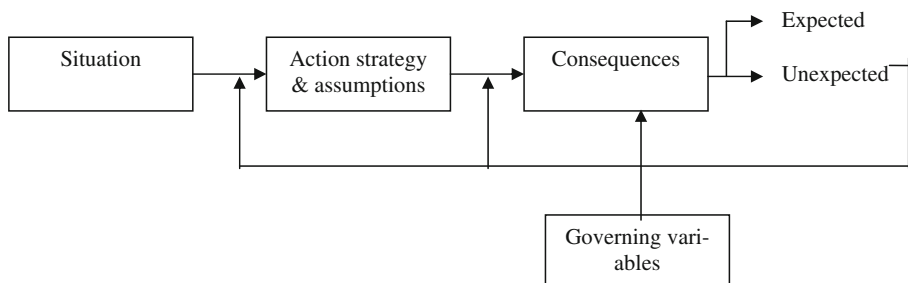 Situation
Action strategy
& assumptions
Consequences
Expected
Unexpected
Governing vari-
ables